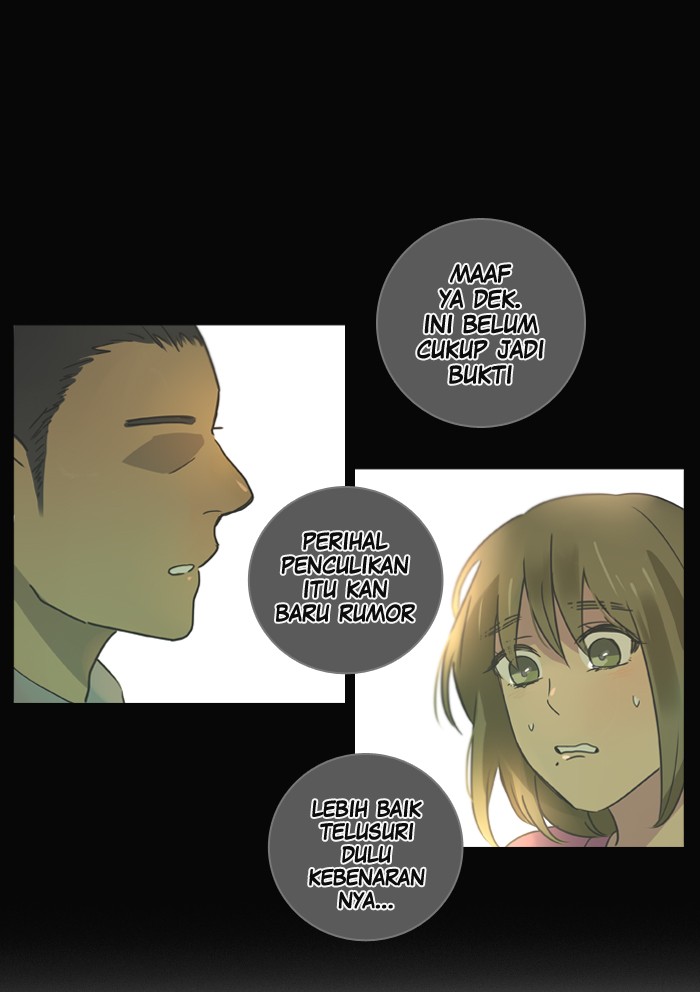 MAAF
YA DEK.
INI BELUM
CUKUP JADI
BUKTI
PERIHAL
PENCULIKAN
ITU KAN
BARU RUMOR
LEBIH BAIK
TELUSURI
DULU
KEBENARAN
NYA...